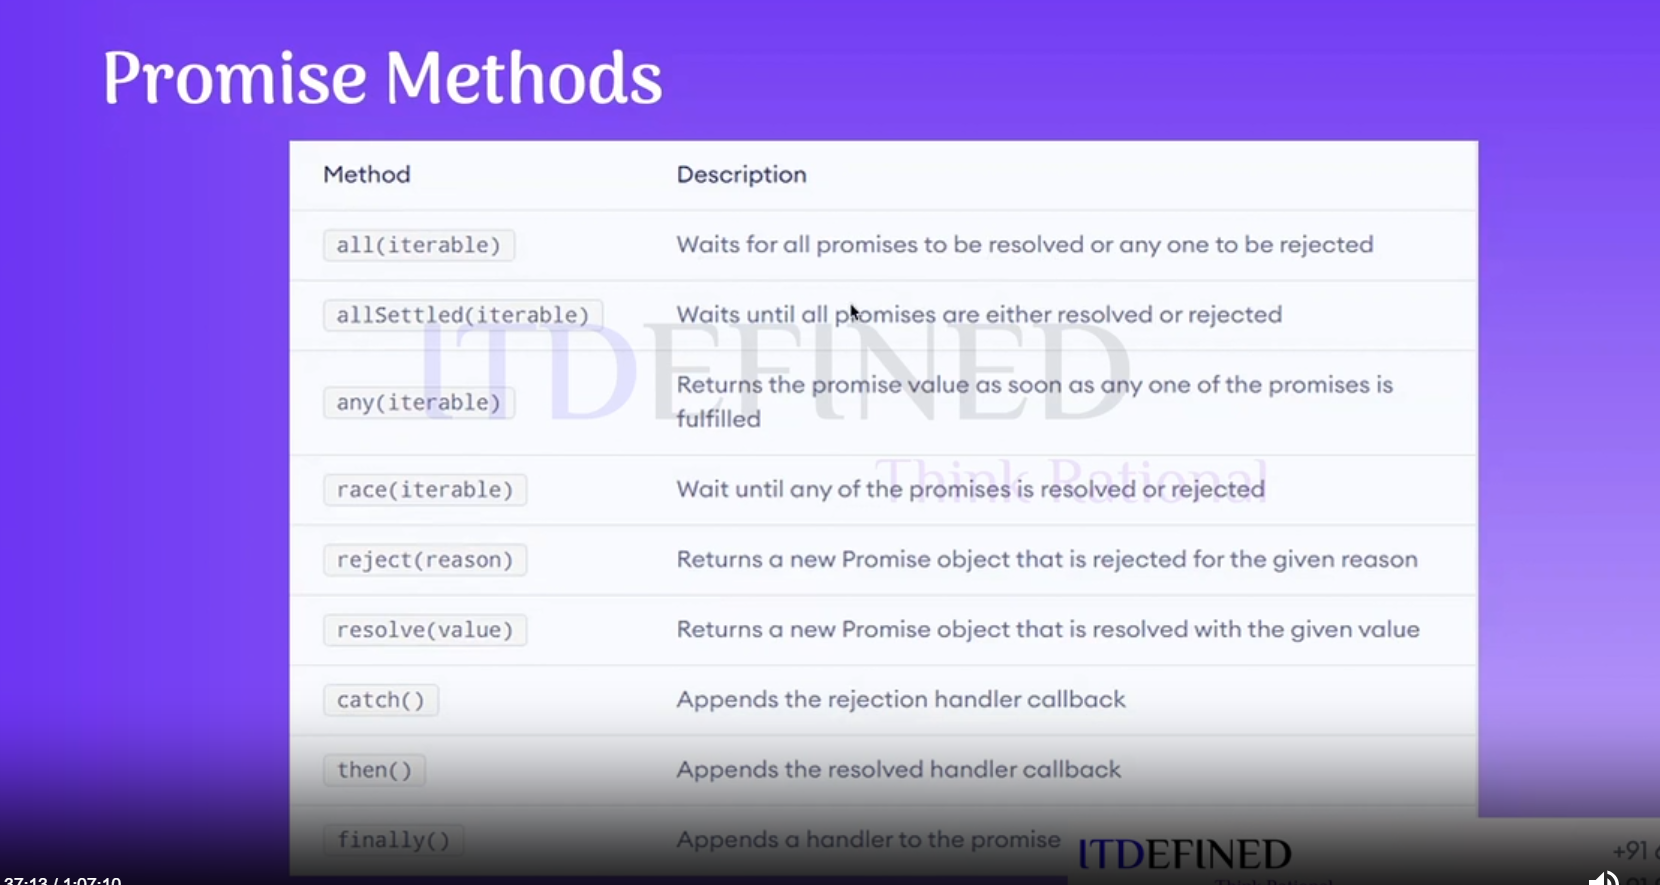 Promise Methods
Method Description
all(iterable) Waits for all promises to be resolved or any one to be rejected
allSettled(iterable) Waits until all promises are either resolved or rejected
any(iterable) Returns the promise value as soon as any one of the promises is
fulfilled
race(iterable) Wait until any of the promises is resolved or rejected
reject(reason) Returns a new Promise object that is rejected for the given reason
resolve(value) Returns a new Promise object that is resolved with the given value
catch() Appends the rejection handler callback
then() Appends the resolved handler callback
finally() Appends a handler to the promise
ITDEFINED
Think Rational
ITDEFINED
+91
37:13 / 1:07:10